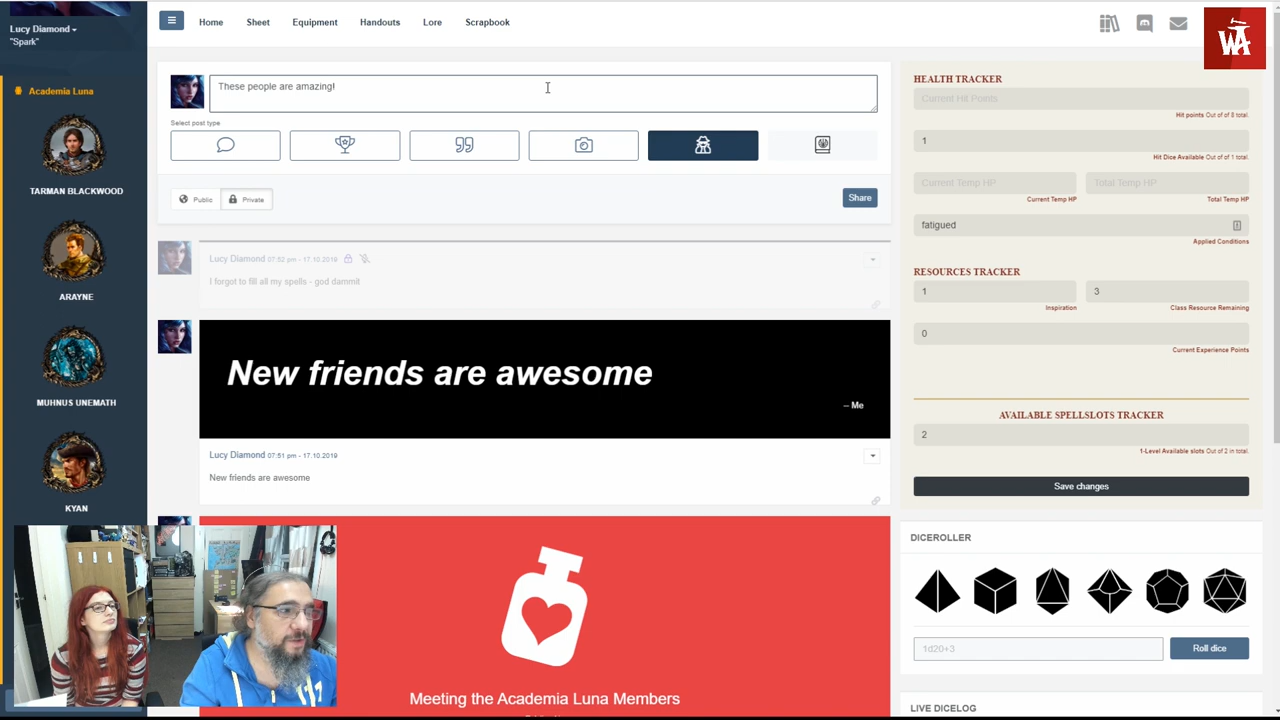 Lucy Diamond
"Spark"
Academia Luna
TARMAN BLACKWOOD
ARAYNE
MUHNUS UNEMATH
KYAN
Home
Sheet
Equipment
Handouts
Lore
Scrapbook
WA
These people are amazing!
Select post type
Public
Private
Share
Lucy Diamond 07:52 pm - 17.10.2019
I forgot to fill all my spells - god dammit
New friends are awesome
– Me
Lucy Diamond 07:51 pm - 17.10.2019
New friends are awesome
Meeting the Academia Luna Members
HEALTH TRACKER
Current Hit Points
Hit points Out of of 8 total.
1
Hit Dice Available Out of 1 total.
Current Temp HP
Total Temp HP
Current Temp HP
Total Temp HP
fatigued
Applied Conditions
RESOURCES TRACKER
1
3
Inspiration
Class Resource Remaining
0
Current Experience Points
AVAILABLE SPELLSLOTS TRACKER
2
1-Level Available slots Out of 2 in total.
Save changes
DICEROLLER
1d20+3
Roll dice
LIVE DICELOG